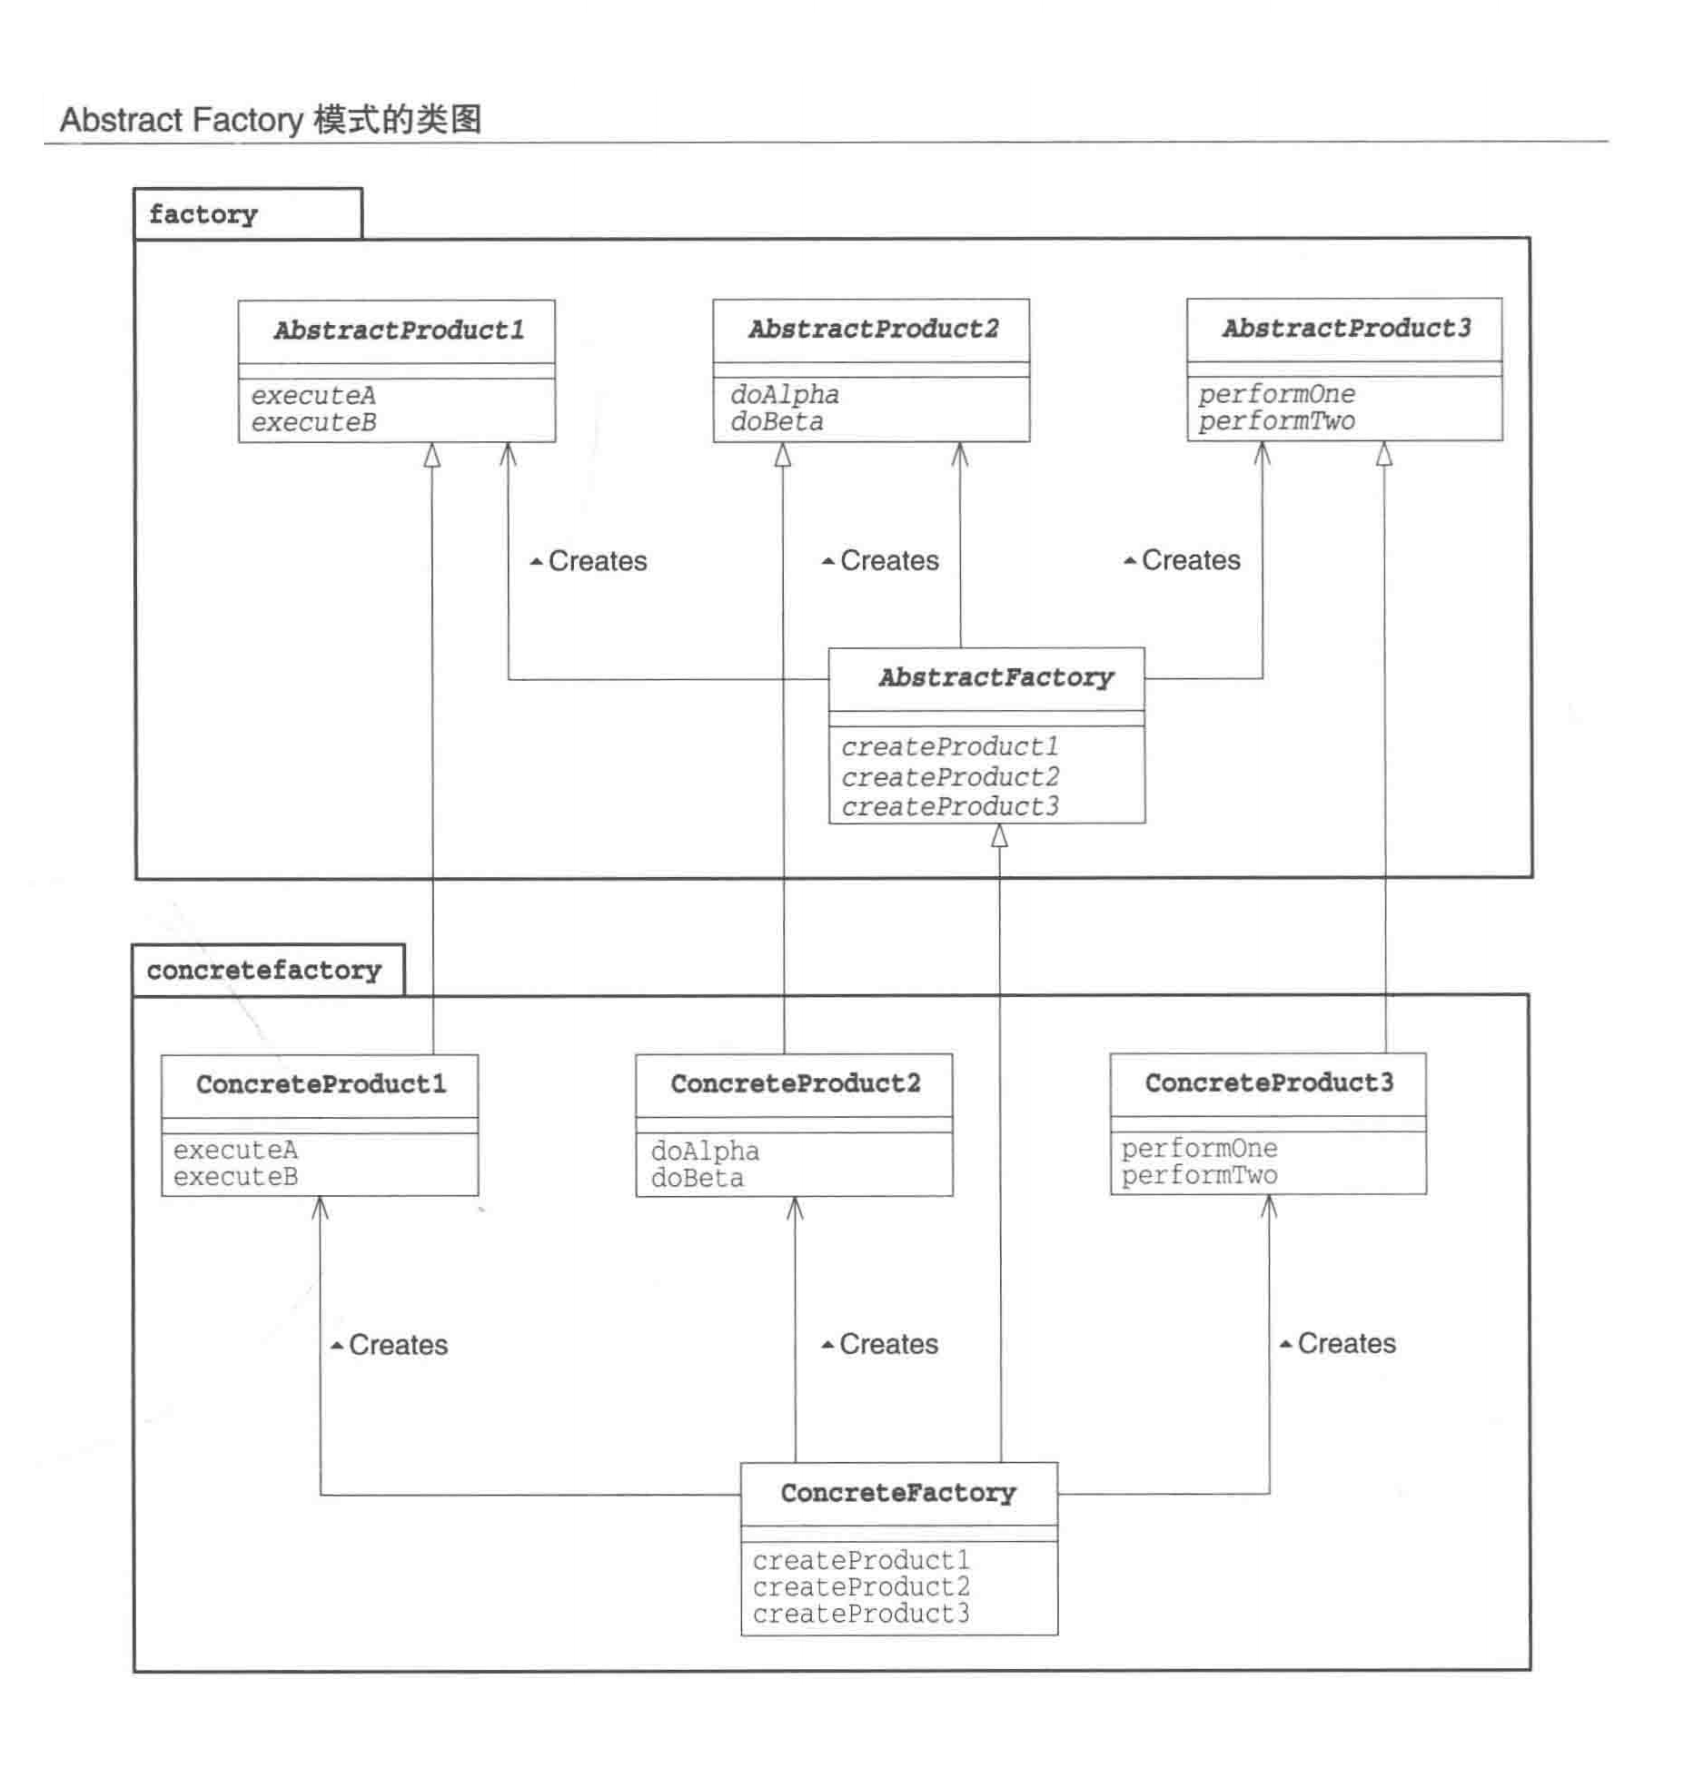 Abstract Factory 模式的类图
factory
AbstractProduct1
executeA
executeB
AbstractProduct2
doAlpha
doBeta
AbstractProduct3
performOne
performTwo
Creates
Creates
Creates
AbstractFactory
createProduct1
createProduct2
createProduct3
concretefactory
ConcreteProduct1
executeA
executeB
ConcreteProduct2
doAlpha
doBeta
ConcreteProduct3
performOne
performTwo
Creates
Creates
Creates
ConcreteFactory
createProduct1
createProduct2
createProduct3